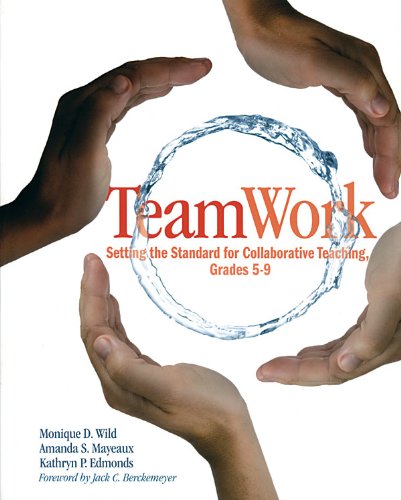 TeamWork
Setting the Standard for Collaborative Teaching,
Grades 5-9
Monique D. Wild
Amanda S. Mayeaux
Kathryn P. Edmonds
Foreword by Jack C. Berckemeyer